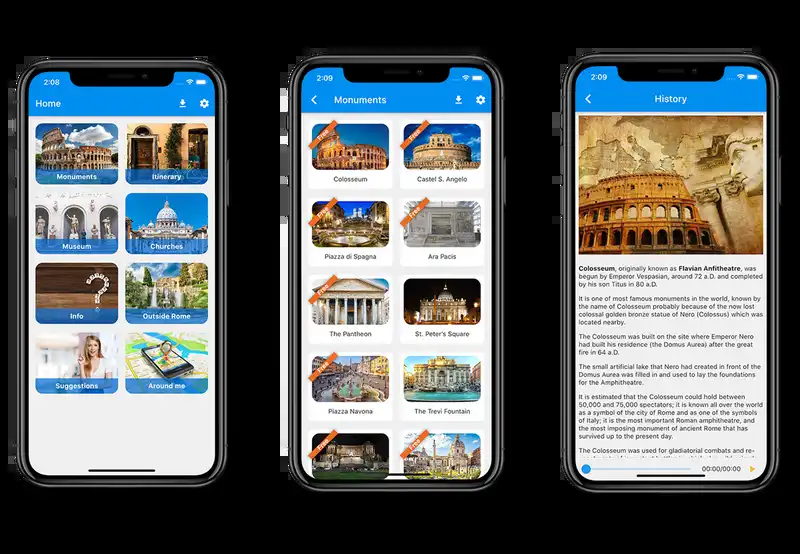 2:08
Home
Monuments
Itinerary
Museum
Churches
Info
Outside Rome
Suggestions
Around me
2:09
Monuments
Free
Free
Colosseum
Castel S. Angelo
Free
Free
Piazza di Spagna
Ara Pacis
Free
The Pantheon
St. Peter's Square
Piazza Navona
The Trevi Fountain
Free
Free
2:09
History
Colosseum, originally known as Flavian Anfitheatre, was
begun by Emperor Vespasian, around 72 a.D. and completed
by his son Titus in 80 a.D.
It is one of most famous monuments in the world, known by
the name of Colosseum probably because of the now lost
colossal golden bronze statue of Nero (Colossus) which was
located nearby.
The Colosseum was built on the site where Emperor Nero
had built his residence (the Domus Aurea) after the great
fire in 64 a.D.
The small artificial lake that Nero had created in front of the
Domus Aurea was filled in and used to lay the foundations
for the Amphitheatre.
It is estimated that the Colosseum could hold between
50,000 and 75,000 spectators; it is known all over the world
as a symbol of the city of Rome and as one of the symbols
of Italy; it is the most important Roman amphitheatre, and
the most imposing monument of ancient Rome that has
survived up to the present day.
The Colosseum was used for gladiatorial combats and re-
00:00/00:00